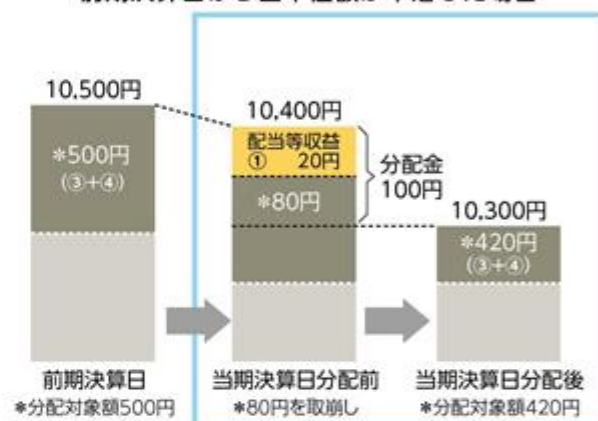 10,500円
*500円
(③+④)
10,400円
配当等収益
① 20円
*80円
分配金
100円
10,300円
*420円
(③+④)
前期決算日
*分配対象額500円
当期決算日分配前
*80円を取崩し
当期決算日分配後
*分配対象額420円